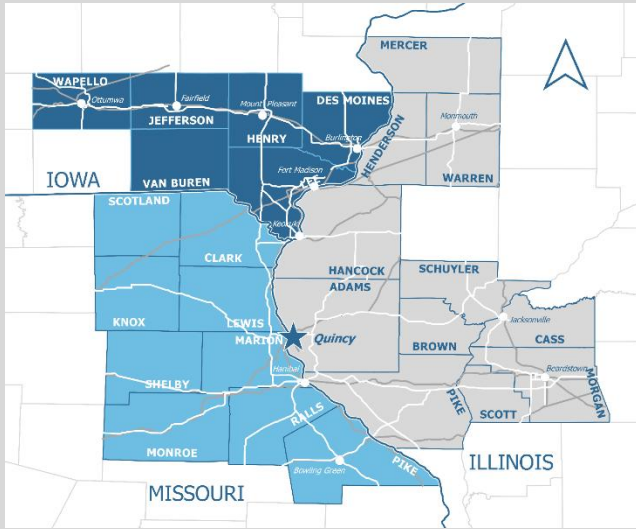 MERCER
WAPELLO
Ottumwa
Fairfield
JEFFERSON
Mount Pleasant
HENRY
DES MOINES
Burlington
HENDERSON
Monmouth
WARREN
Fort Madison
VAN BUREN
IOWA
SCOTLAND
Keokuk
CLARK
HANCOCK
ADAMS
SCHUYLER
KNOX
LEWIS
MARION
Quincy
Jacksonville
BROWN
CASS
Beardstown
MORGAN
SHELBY
Hanibal
PIKE
SCOTT
RALLS
MONROE
Bowling Green
PIKE
ILLINOIS
MISSOURI